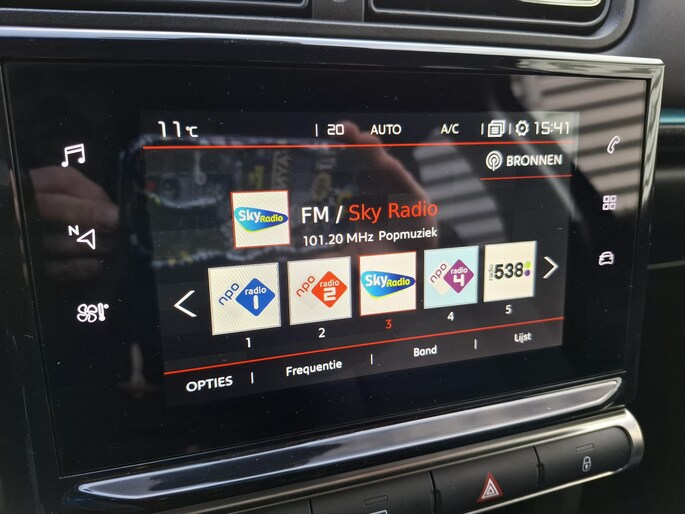 11°C | 20 AUTO A/C | | 15:41
BRONNEN
Sky Radio
FM / Sky Radio
101.20 MHz Popmuziek
N
npo radio 1
npo radio 2
Sky Radio
npo radio 4
radio 538
1 2 3 4 5
OPTIES | Frequentie | Band | Lijst